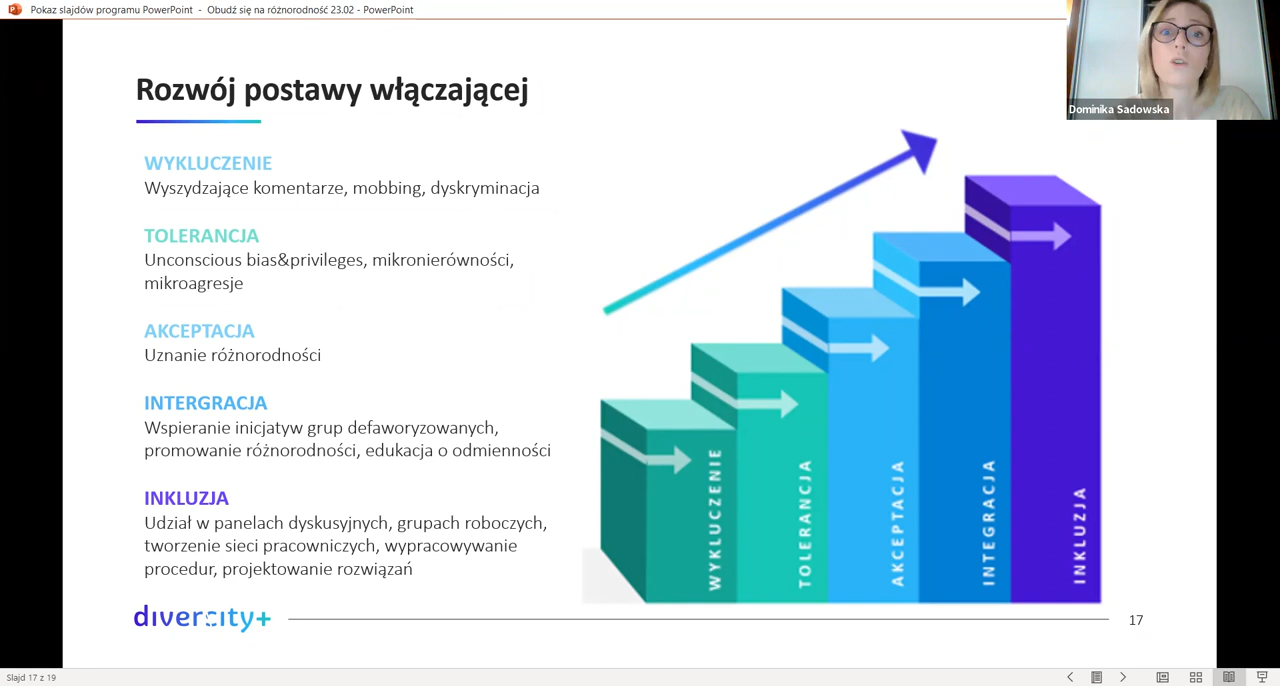 Pokaz slajdów programu PowerPoint - Obudź się na różnorodność 23.02 - PowerPoint
Dominika Sadowska
Rozwój postawy włączającej
WYKLUCZENIE
Wyszydzające komentarze, mobbing, dyskryminacja
TOLERANCJA
Unconscious bias&privileges, mikronierówności,
mikroagresje
AKCEPTACJA
Uznanie różnorodności
INTERGRACJA
Wspieranie inicjatyw grup defaworyzowanych,
promowanie różnorodności, edukacja o odmienności
INKLUZJA
Udział w panelach dyskusyjnych, grupach roboczych,
tworzenie sieci pracowniczych, wypracowywanie
procedur, projektowanie rozwiązań
WYKLUCZENIE
TOLERANCJA
AKCEPTACJA
INTEGRACJA
INKLUZJA
divercity+
17
Slajd 17 z 19